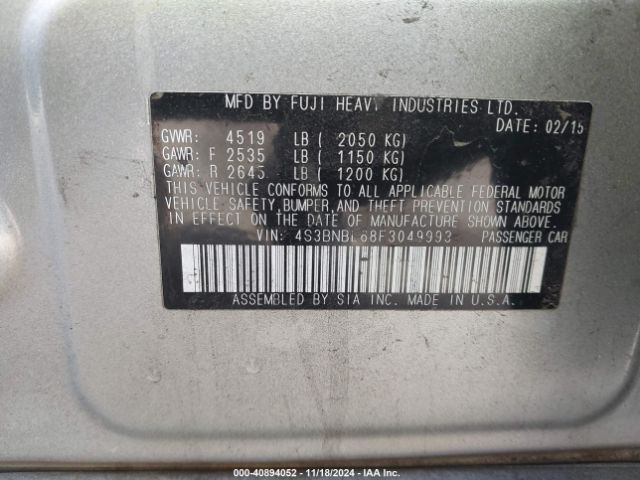 MFD BY FUJI HEAVY INDUSTRIES LTD.
DATE: 02/15
GVWR: 4519 LB ( 2050 KG)
GAWR: F 2535 LB ( 1150 KG)
GAWR: R 2645 LB ( 1200 KG)
THIS VEHICLE CONFORMS TO ALL APPLICABLE FEDERAL MOTOR
VEHICLE SAFETY, BUMPER, AND THEFT PREVENTION STANDARDS
IN EFFECT ON THE DATE OF MANUFACTURE SHOWN ABOVE.
VIN: PASSENGER CAR
ASSEMBLED BY SIA INC. MADE IN U.S.A.
000-40894052 - 11/18/2024 - IAA Inc.